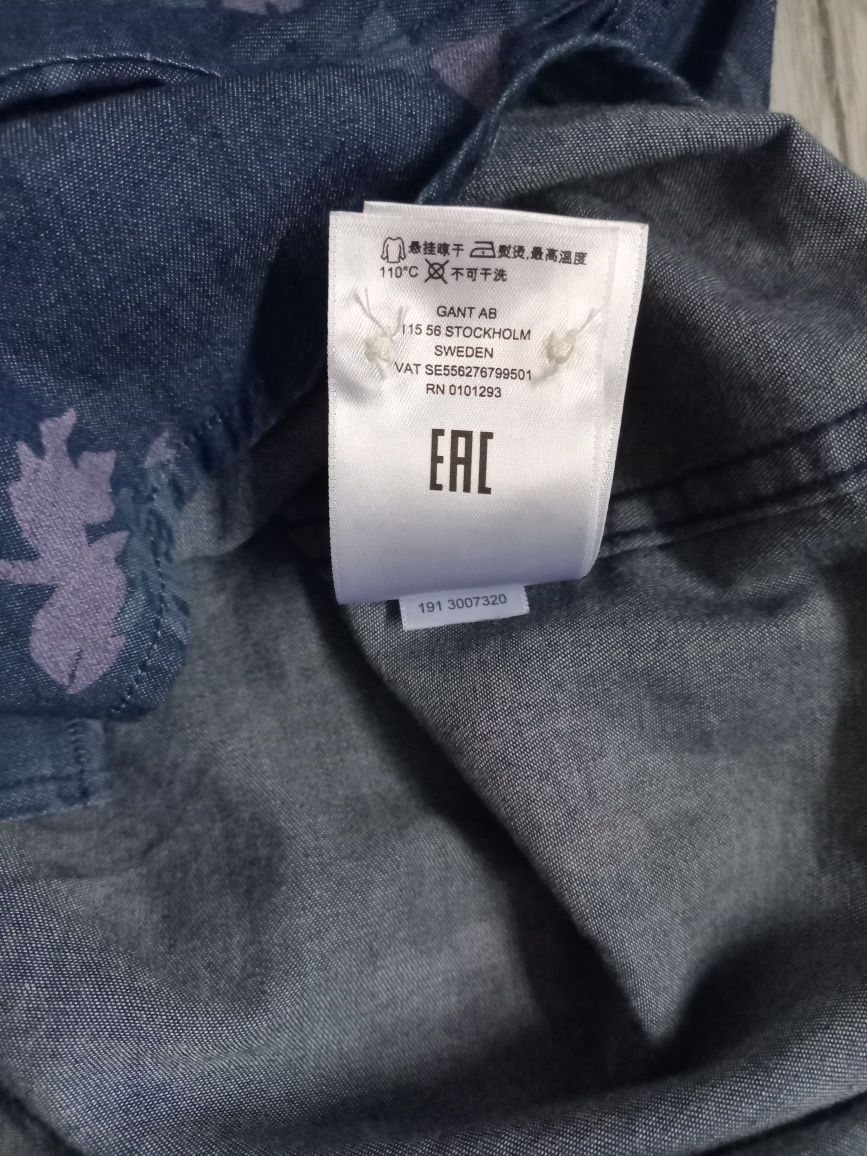 悬挂晾干 熨烫,最高温度
110°C 不可干洗
GANT AB
115 56 STOCKHOLM
SWEDEN
VAT SE556276799501
RN 0101293
EAC
191 3007320